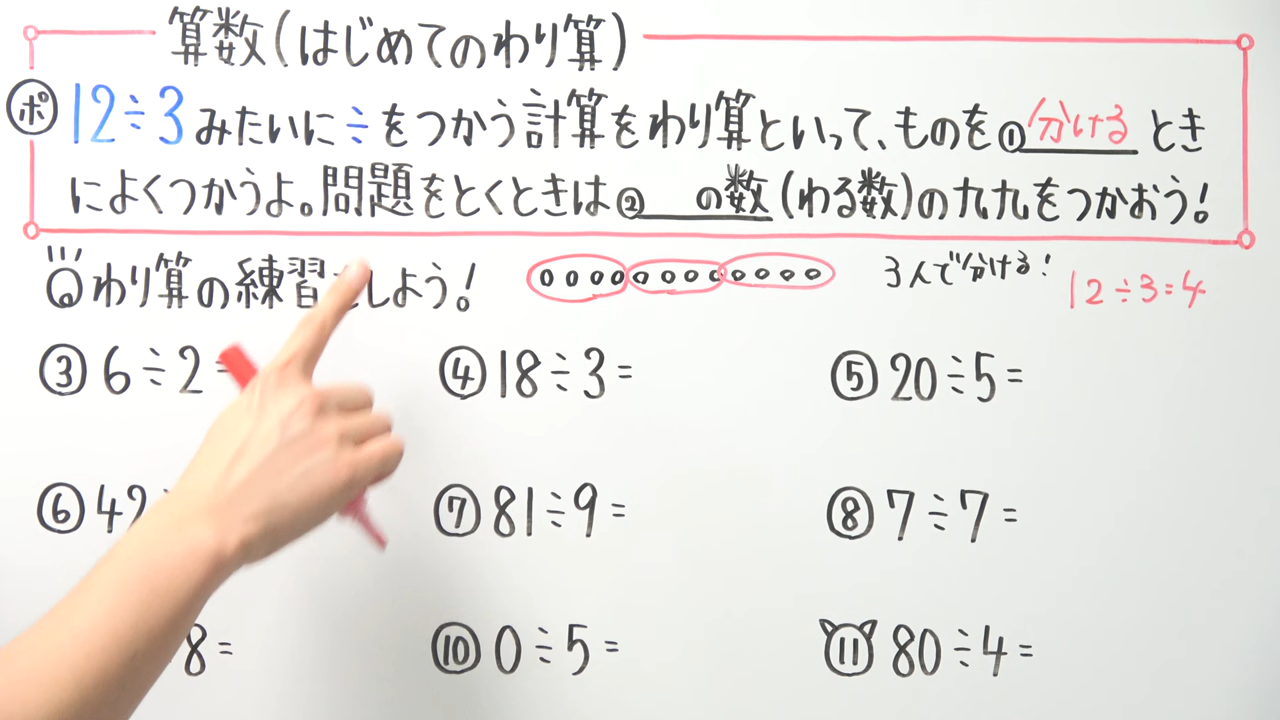 算数(はじめてのわり算)
ポ 12÷3みたいに÷をつかう計算をわり算といって、ものを①分けるとき
によくつかうよ。問題をとくときは②の数(わる数)の九九をつかおう!
わり算の練習をしよう!
3人で分ける!
12÷3=4
③ 6÷2=
④ 18÷3=
⑤ 20÷5=
⑥ 42
⑦ 81÷9=
⑧ 7÷7=
8=
⑩ 0÷5=
⑪ 80÷4=